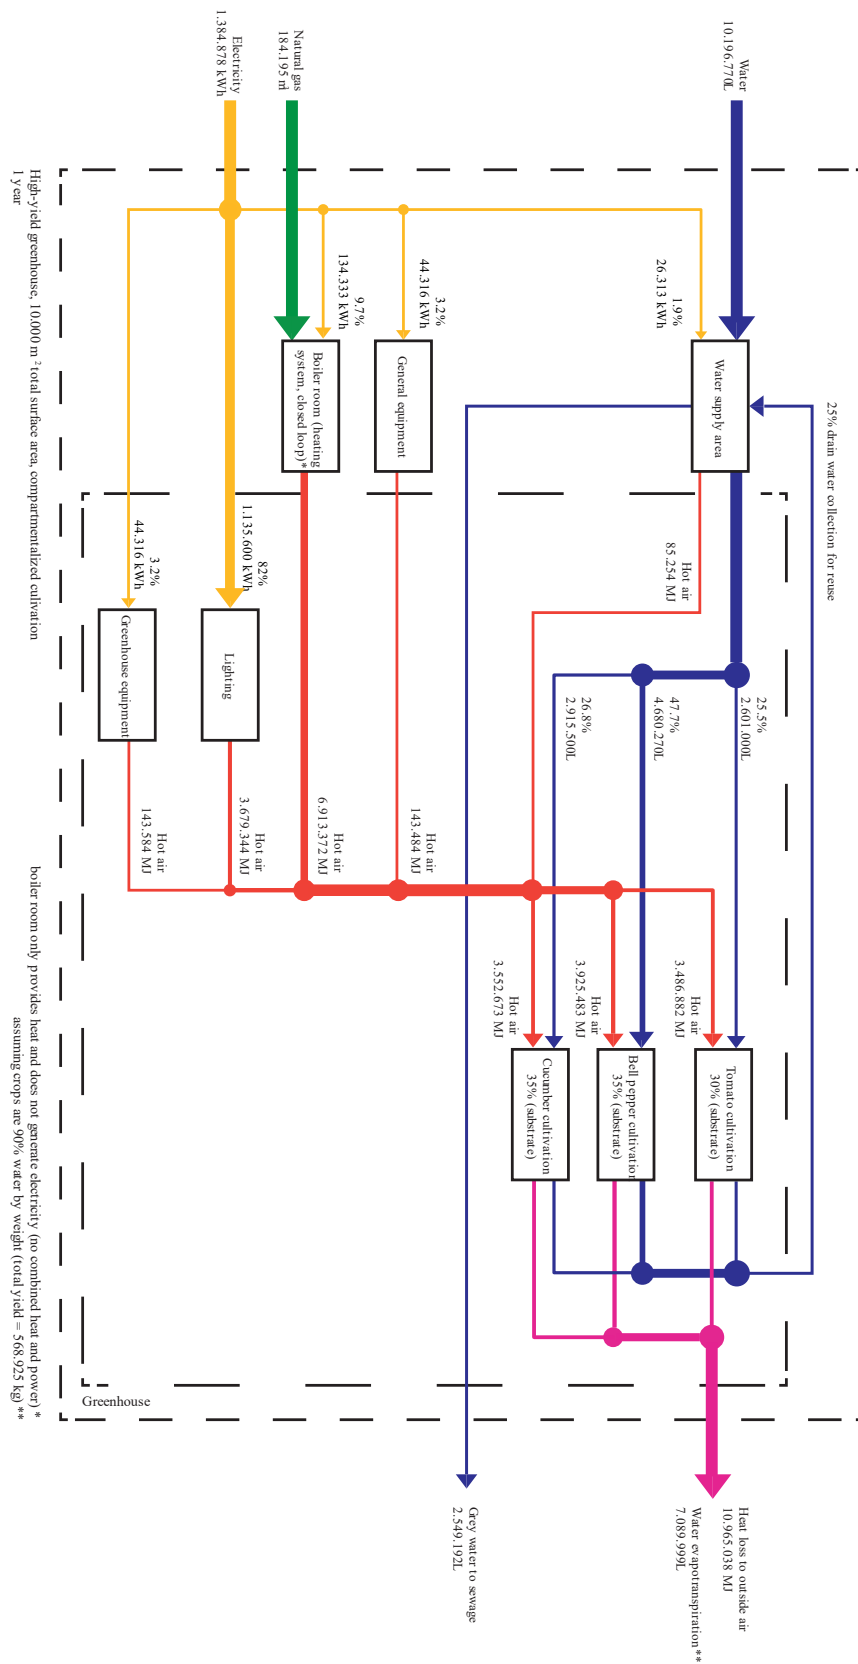 Water
10.196.770L
Natural gas
184.195 m³
Electricity
1.384.878 kWh
1.9%
26.313 kWh
3.2%
44.316 kWh
9.7%
134.333 kWh
82%
1.135.600 kWh
3.2%
44.316 kWh
25% drain water collection for reuse
Water supply area
General equipment
Boiler room (heating
system, closed loop)*
Lighting
Greenhouse equipment
Hot air
85.254 MJ
25.5%
2.601.000L
47.7%
4.680.270L
26.8%
2.915.500L
Hot air
143.484 MJ
Hot air
6.913.372 MJ
Hot air
3.679.344 MJ
Hot air
143.584 MJ
Hot air
3.486.882 MJ
Hot air
3.925.483 MJ
Hot air
3.552.673 MJ
Tomato cultivation
30% (substrate)
Bell pepper cultivation
35% (substrate)
Cucumber cultivation
35% (substrate)
Greenhouse
Heat loss to outside air
10.965.038 MJ
Water evapotranspiration **
7.089.999L
Grey water to sewage
2.549.192L
High-yield greenhouse, 10.000 m² total surface area, compartmentalized cultivation
1 year
boiler room only provides heat and does not generate electricity (no combined heat and power) *
assuming crops are 90% water by weight (total yield = 568.925 kg) **